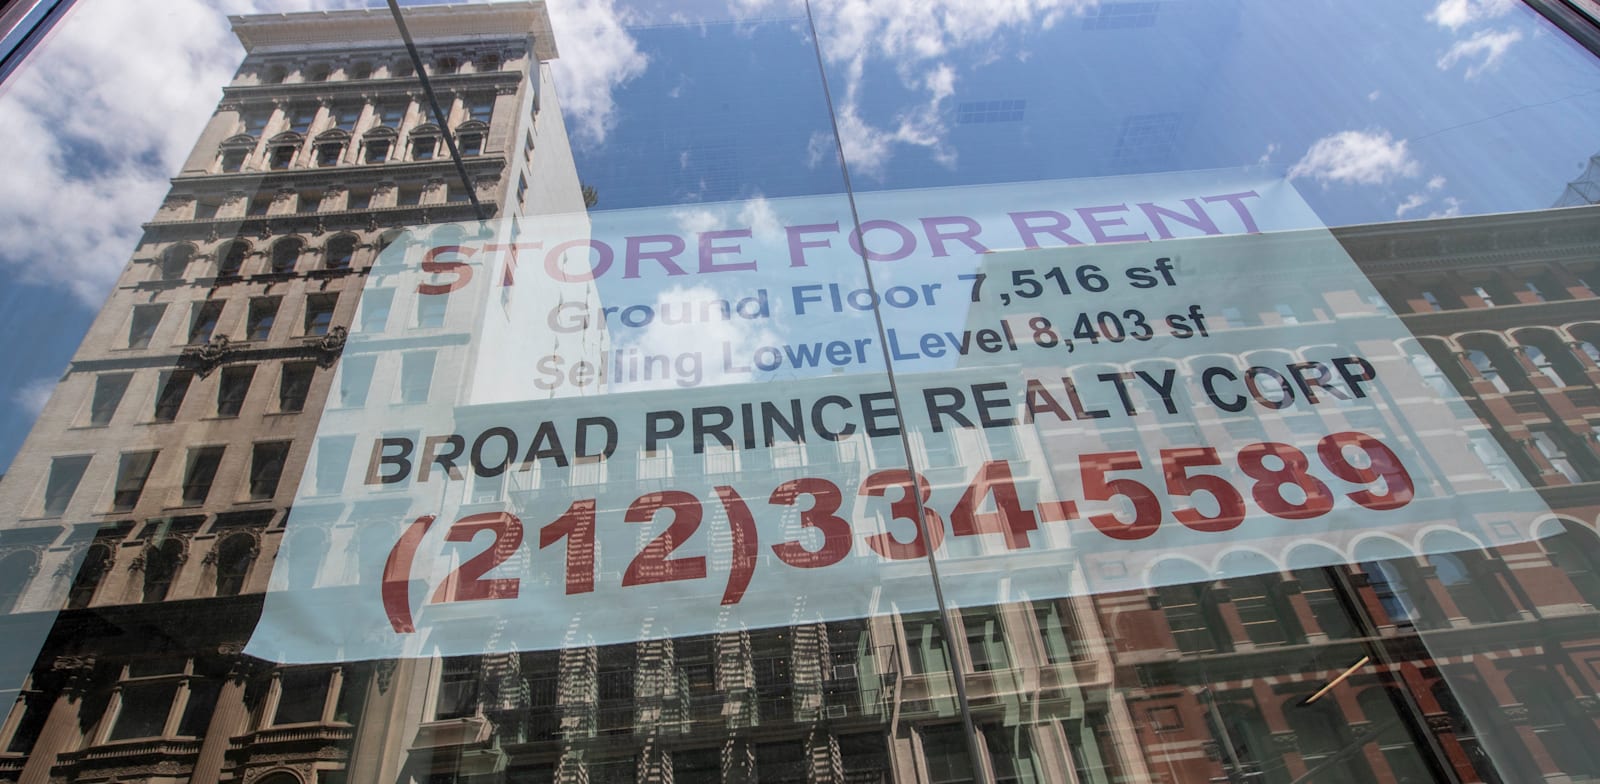 STORE FOR RENT
Ground Floor 7,516 sf
Selling Lower Level 8,403 sf
BROAD PRINCE REALTY CORP
(212)334-5589